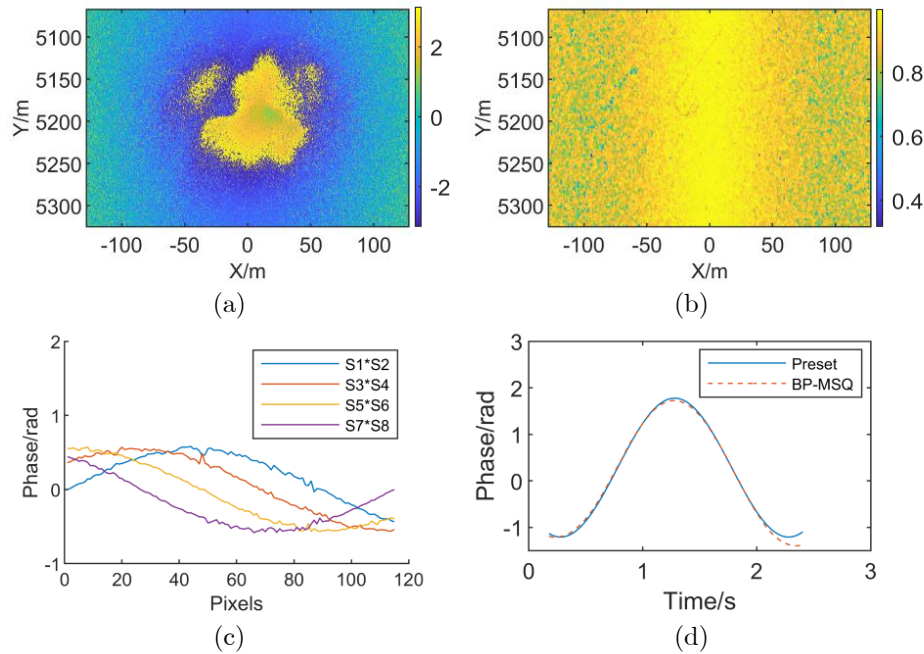 5100
5150
5200
5250
5300
Y/m
-100
-50
0
50
100
X/m
2
0
-2
(a)
5100
5150
5200
5250
5300
Y/m
-100
-50
0
50
100
X/m
0.8
0.6
0.4
(b)
2
1
0
-1
Phase/rad
0
20
40
60
80
100
120
Pixels
S1*S2
S3*S4
S5*S6
S7*S8
(c)
3
2
1
0
-1
Phase/rad
0
1
2
3
Time/s
Preset
BP-MSQ
(d)